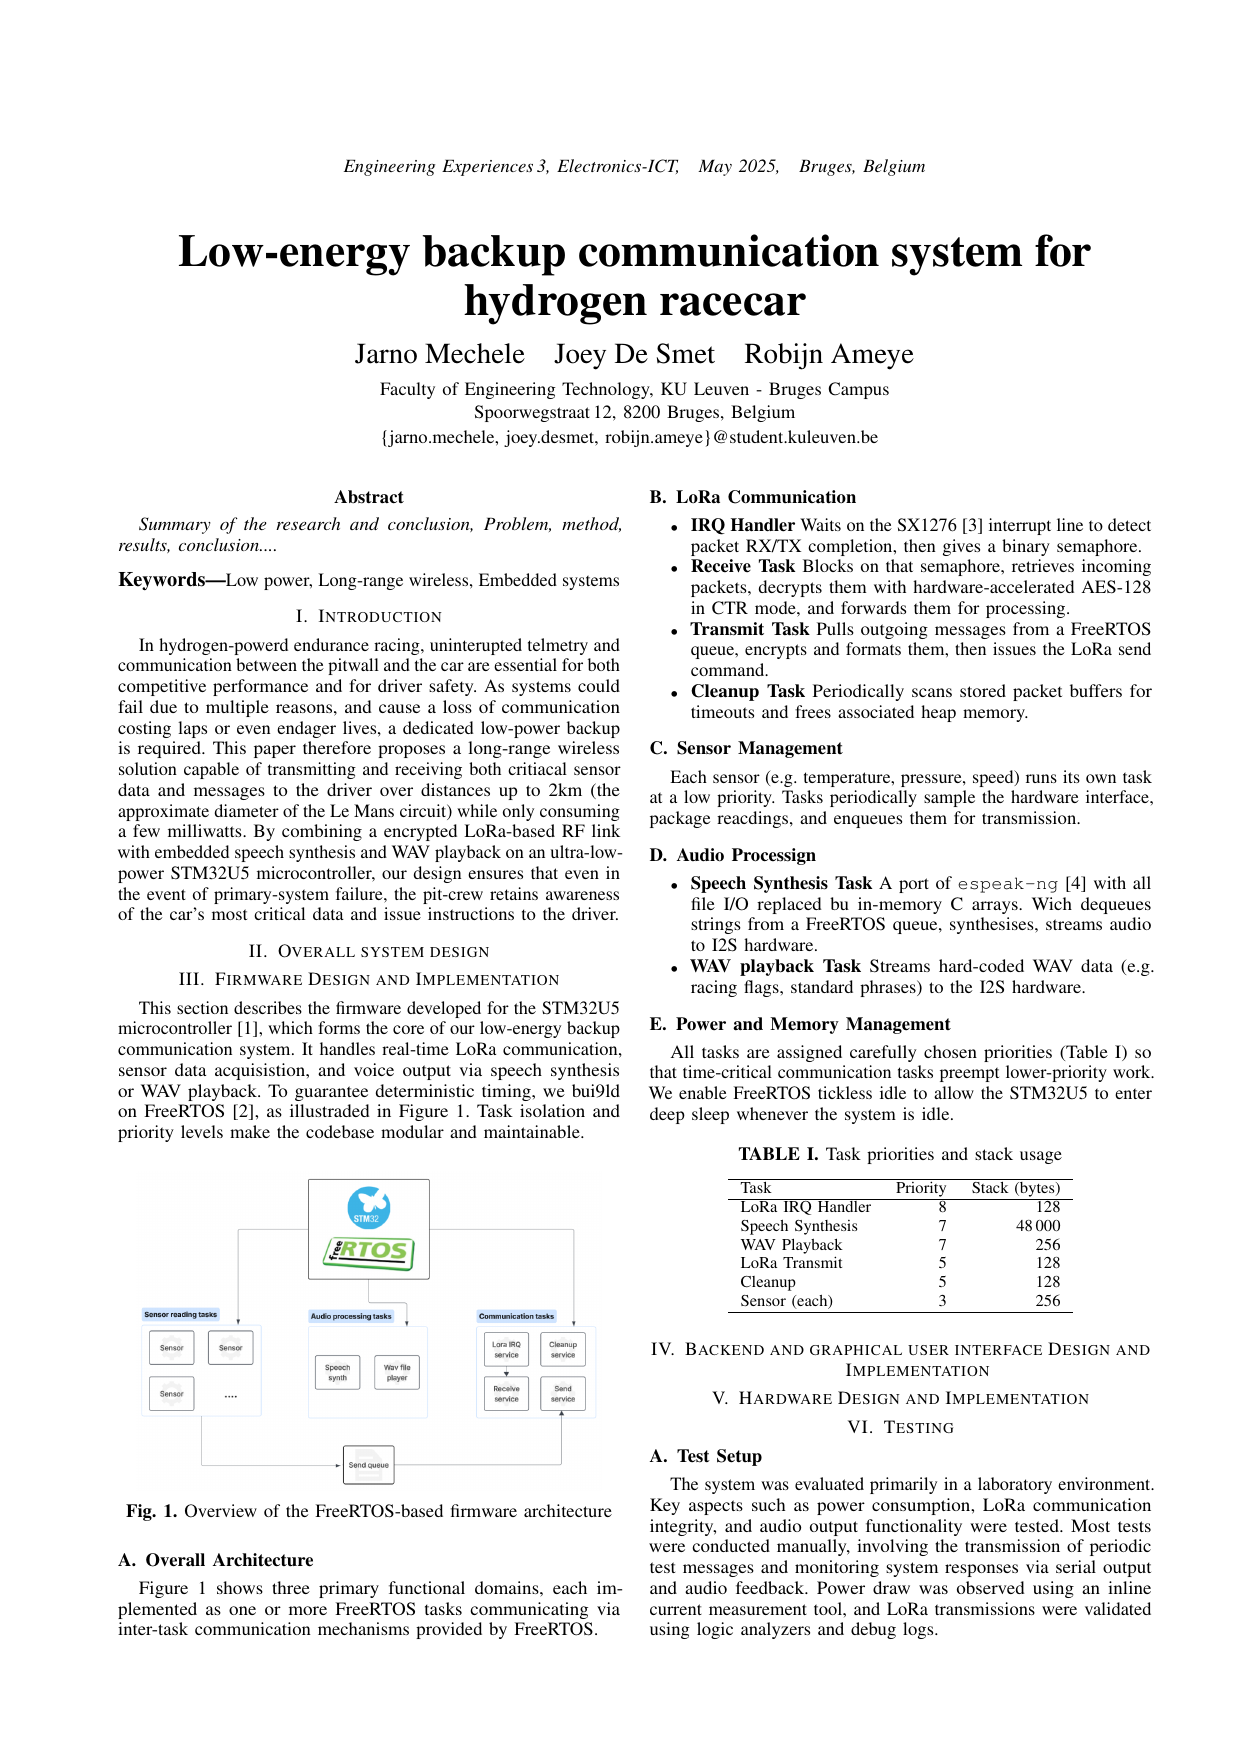 Engineering Experiences 3, Electronics-ICT, May 2025, Bruges, Belgium
Low-energy backup communication system for
hydrogen racecar
Jarno Mechele Joey De Smet Robijn Ameye
Faculty of Engineering Technology, KU Leuven - Bruges Campus
Spoorwegstraat 12, 8200 Bruges, Belgium
{jarno.mechele, joey.desmet, robijn.ameye}@student.kuleuven.be
Abstract
Summary of the research and conclusion, Problem, method,
results, conclusion....
Keywords—Low power, Long-range wireless, Embedded systems
I. INTRODUCTION
In hydrogen-powerd endurance racing, uninterupted telmetry and
communication between the pitwall and the car are essential for both
competitive performance and for driver safety. As systems could
fail due to multiple reasons, and cause a loss of communication
costing laps or even endager lives, a dedicated low-power backup
is required. This paper therefore proposes a long-range wireless
solution capable of transmitting and receiving both critiacal sensor
data and messages to the driver over distances up to 2km (the
approximate diameter of the Le Mans circuit) while only consuming
a few milliwatts. By combining a encrypted LoRa-based RF link
with embedded speech synthesis and WAV playback on an ultra-low-
power STM32U5 microcontroller, our design ensures that even in
the event of primary-system failure, the pit-crew retains awareness
of the car's most critical data and issue instructions to the driver.
II. OVERALL SYSTEM DESIGN
III. FIRMWARE DESIGN AND IMPLEMENTATION
This section describes the firmware developed for the STM32U5
microcontroller [1], which forms the core of our low-energy backup
communication system. It handles real-time LoRa communication,
sensor data acquisistion, and voice output via speech synthesis
or WAV playback. To guarantee deterministic timing, we bui9ld
on FreeRTOS [2], as illustraded in Figure 1. Task isolation and
priority levels make the codebase modular and maintainable.
STM32
free RTOS
Sensor reading tasks
Audio processing tasks
Communication tasks
Sensor
Sensor
Sensor
....
Speech
synth
Wav file
player
Lora IRQ
service
Cleanup
service
Receive
service
Send
service
Send queue
Fig. 1. Overview of the FreeRTOS-based firmware architecture
A. Overall Architecture
Figure 1 shows three primary functional domains, each im-
plemented as one or more FreeRTOS tasks communicating via
inter-task communication mechanisms provided by FreeRTOS.
B. LoRa Communication
• IRQ Handler Waits on the SX1276 [3] interrupt line to detect
packet RX/TX completion, then gives a binary semaphore.
• Receive Task Blocks on that semaphore, retrieves incoming
packets, decrypts them with hardware-accelerated AES-128
in CTR mode, and forwards them for processing.
• Transmit Task Pulls outgoing messages from a FreeRTOS
queue, encrypts and formats them, then issues the LoRa send
command.
• Cleanup Task Periodically scans stored packet buffers for
timeouts and frees associated heap memory.
C. Sensor Management
Each sensor (e.g. temperature, pressure, speed) runs its own task
at a low priority. Tasks periodically sample the hardware interface,
package reacdings, and enqueues them for transmission.
D. Audio Processign
• Speech Synthesis Task A port of espeak-ng [4] with all
file I/O replaced bu in-memory C arrays. Wich dequeues
strings from a FreeRTOS queue, synthesises, streams audio
to I2S hardware.
• WAV playback Task Streams hard-coded WAV data (e.g.
racing flags, standard phrases) to the I2S hardware.
E. Power and Memory Management
All tasks are assigned carefully chosen priorities (Table I) so
that time-critical communication tasks preempt lower-priority work.
We enable FreeRTOS tickless idle to allow the STM32U5 to enter
deep sleep whenever the system is idle.
TABLE I. Task priorities and stack usage
Task Priority Stack (bytes)
LoRa IRQ Handler 8 128
Speech Synthesis 7 48 000
WAV Playback 7 256
LoRa Transmit 5 128
Cleanup 5 128
Sensor (each) 3 256
IV. BACKEND AND GRAPHICAL USER INTERFACE DESIGN AND
IMPLEMENTATION
V. HARDWARE DESIGN AND IMPLEMENTATION
VI. TESTING
A. Test Setup
The system was evaluated primarily in a laboratory environment.
Key aspects such as power consumption, LoRa communication
integrity, and audio output functionality were tested. Most tests
were conducted manually, involving the transmission of periodic
test messages and monitoring system responses via serial output
and audio feedback. Power draw was observed using an inline
current measurement tool, and LoRa transmissions were validated
using logic analyzers and debug logs.